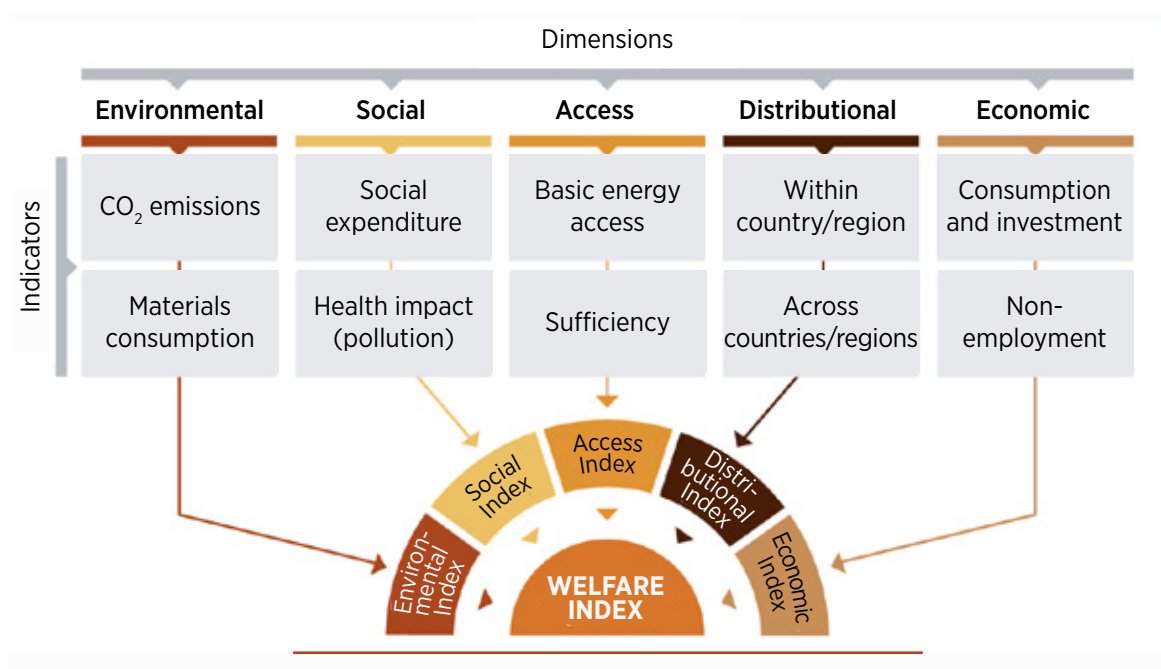 Dimensions
Environmental
Social
Access
Distributional
Economic
Indicators
CO₂ emissions
Social
expenditure
Basic energy
access
Within
country/region
Consumption
and investment
Materials
consumption
Health impact
(pollution)
Sufficiency
Across
countries/regions
Non-
employment
Environ-
mental
Index
Social
Index
Access
Index
Distri-
butional
Index
Economic
Index
WELFARE
INDEX